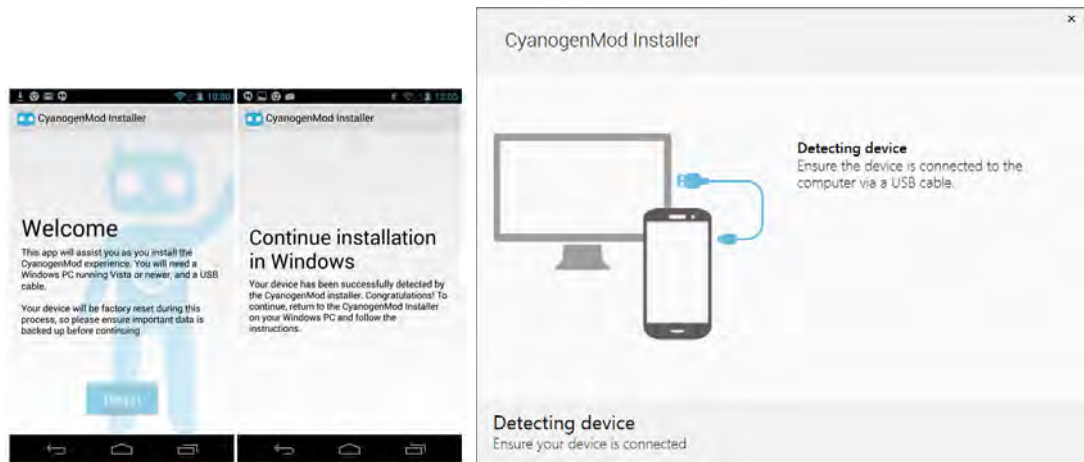 10:00
CyanogenMod Installer
Welcome
This app will assist you as you install the
CyanogenMod experience. You will need a
Windows PC running Vista or newer, and a USB
cable.
Your device will be factory reset during this
process, so please ensure important data is
backed up before continuing.
Begin
12:00
CyanogenMod Installer
Continue installation
in Windows
Your device has been successfully detected by
the CyanogenMod installer. Congratulations! To
continue, return to the CyanogenMod Installer
on your Windows PC and follow the
instructions.
CyanogenMod Installer
Detecting device
Ensure the device is connected to the
computer via a USB cable.
Detecting device
Ensure your device is connected